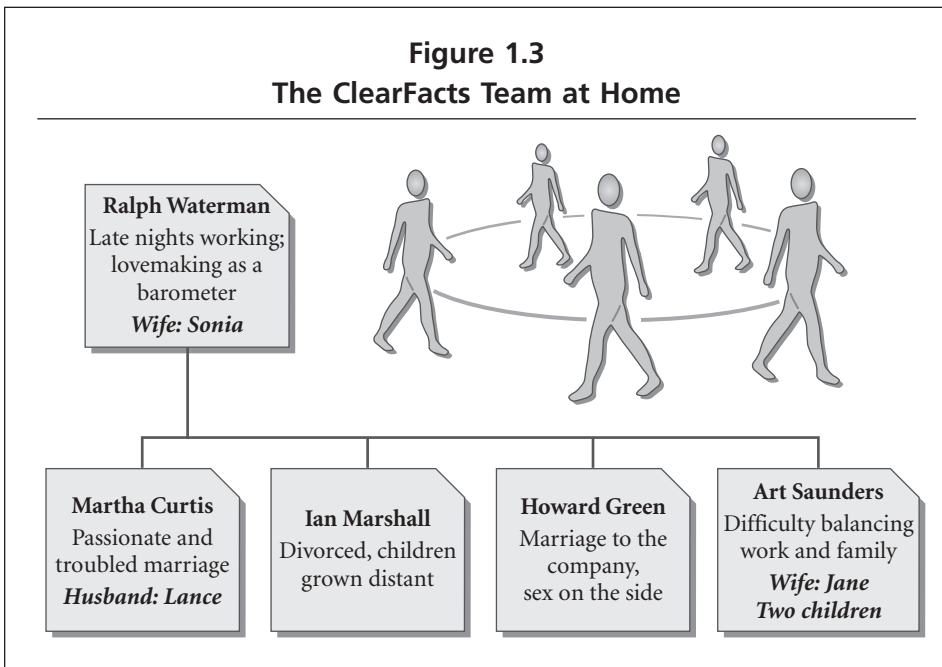 Figure 1.3
The ClearFacts Team at Home
Ralph Waterman
Late nights working;
lovemaking as a
barometer
Wife: Sonia
Martha Curtis
Passionate and
troubled marriage
Husband: Lance
Ian Marshall
Divorced, children
grown distant
Howard Green
Marriage to the
company,
sex on the side
Art Saunders
Difficulty balancing
work and family
Wife: Jane
Two children